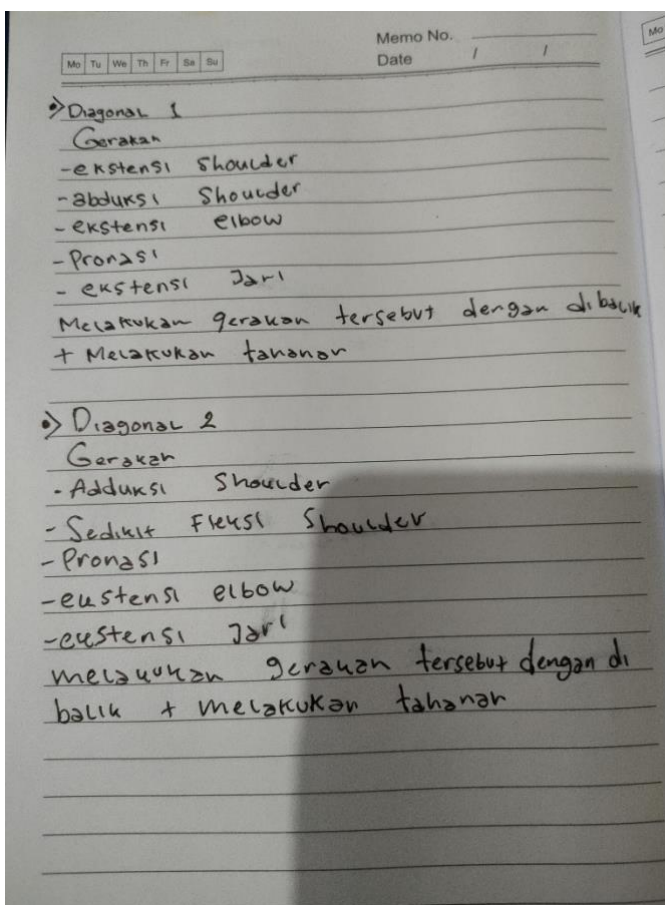 Memo No.
Mo Tu We Th Fr Sa Su
Date / /
Mo
Diagonal 1
Gerakan
- ekstensi Shoulder
- abduksi Shoulder
- ekstensi elbow
- Pronasi
- ekstensi Jari
Melakukan gerakan tersebut dengan dibalik
+ Melakukan tahanan
Diagonal 2
Gerakan
- Adduksi Shoulder
- Sedikit Fleksi Shoulder
- Pronasi
- ekstensi elbow
- ekstensi Jari
melakukan gerakan tersebut dengan di
balik + melakukan tahanan